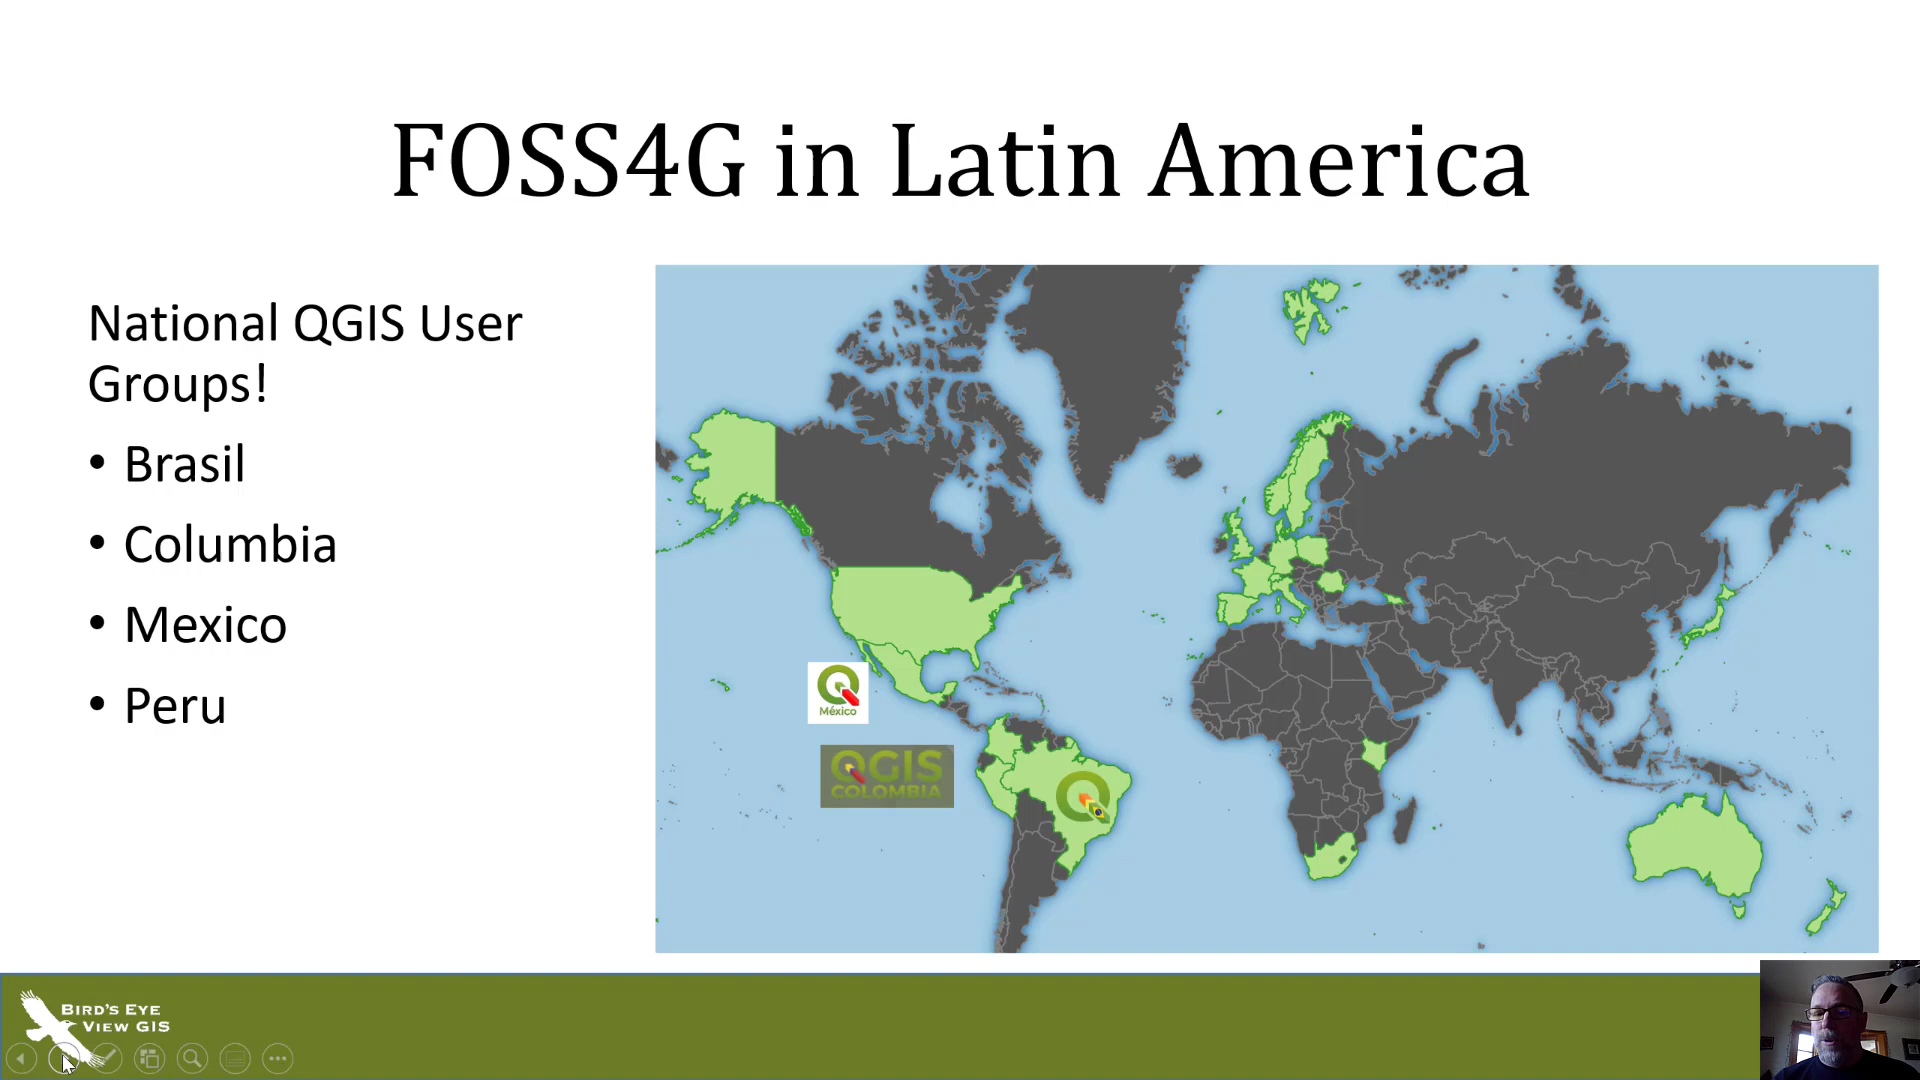 FOSS4G in Latin America
National QGIS User
Groups!
• Brasil
• Columbia
• Mexico
• Peru
México
QGIS
COLOMBIA
BIRD'S EYE
VIEW GIS